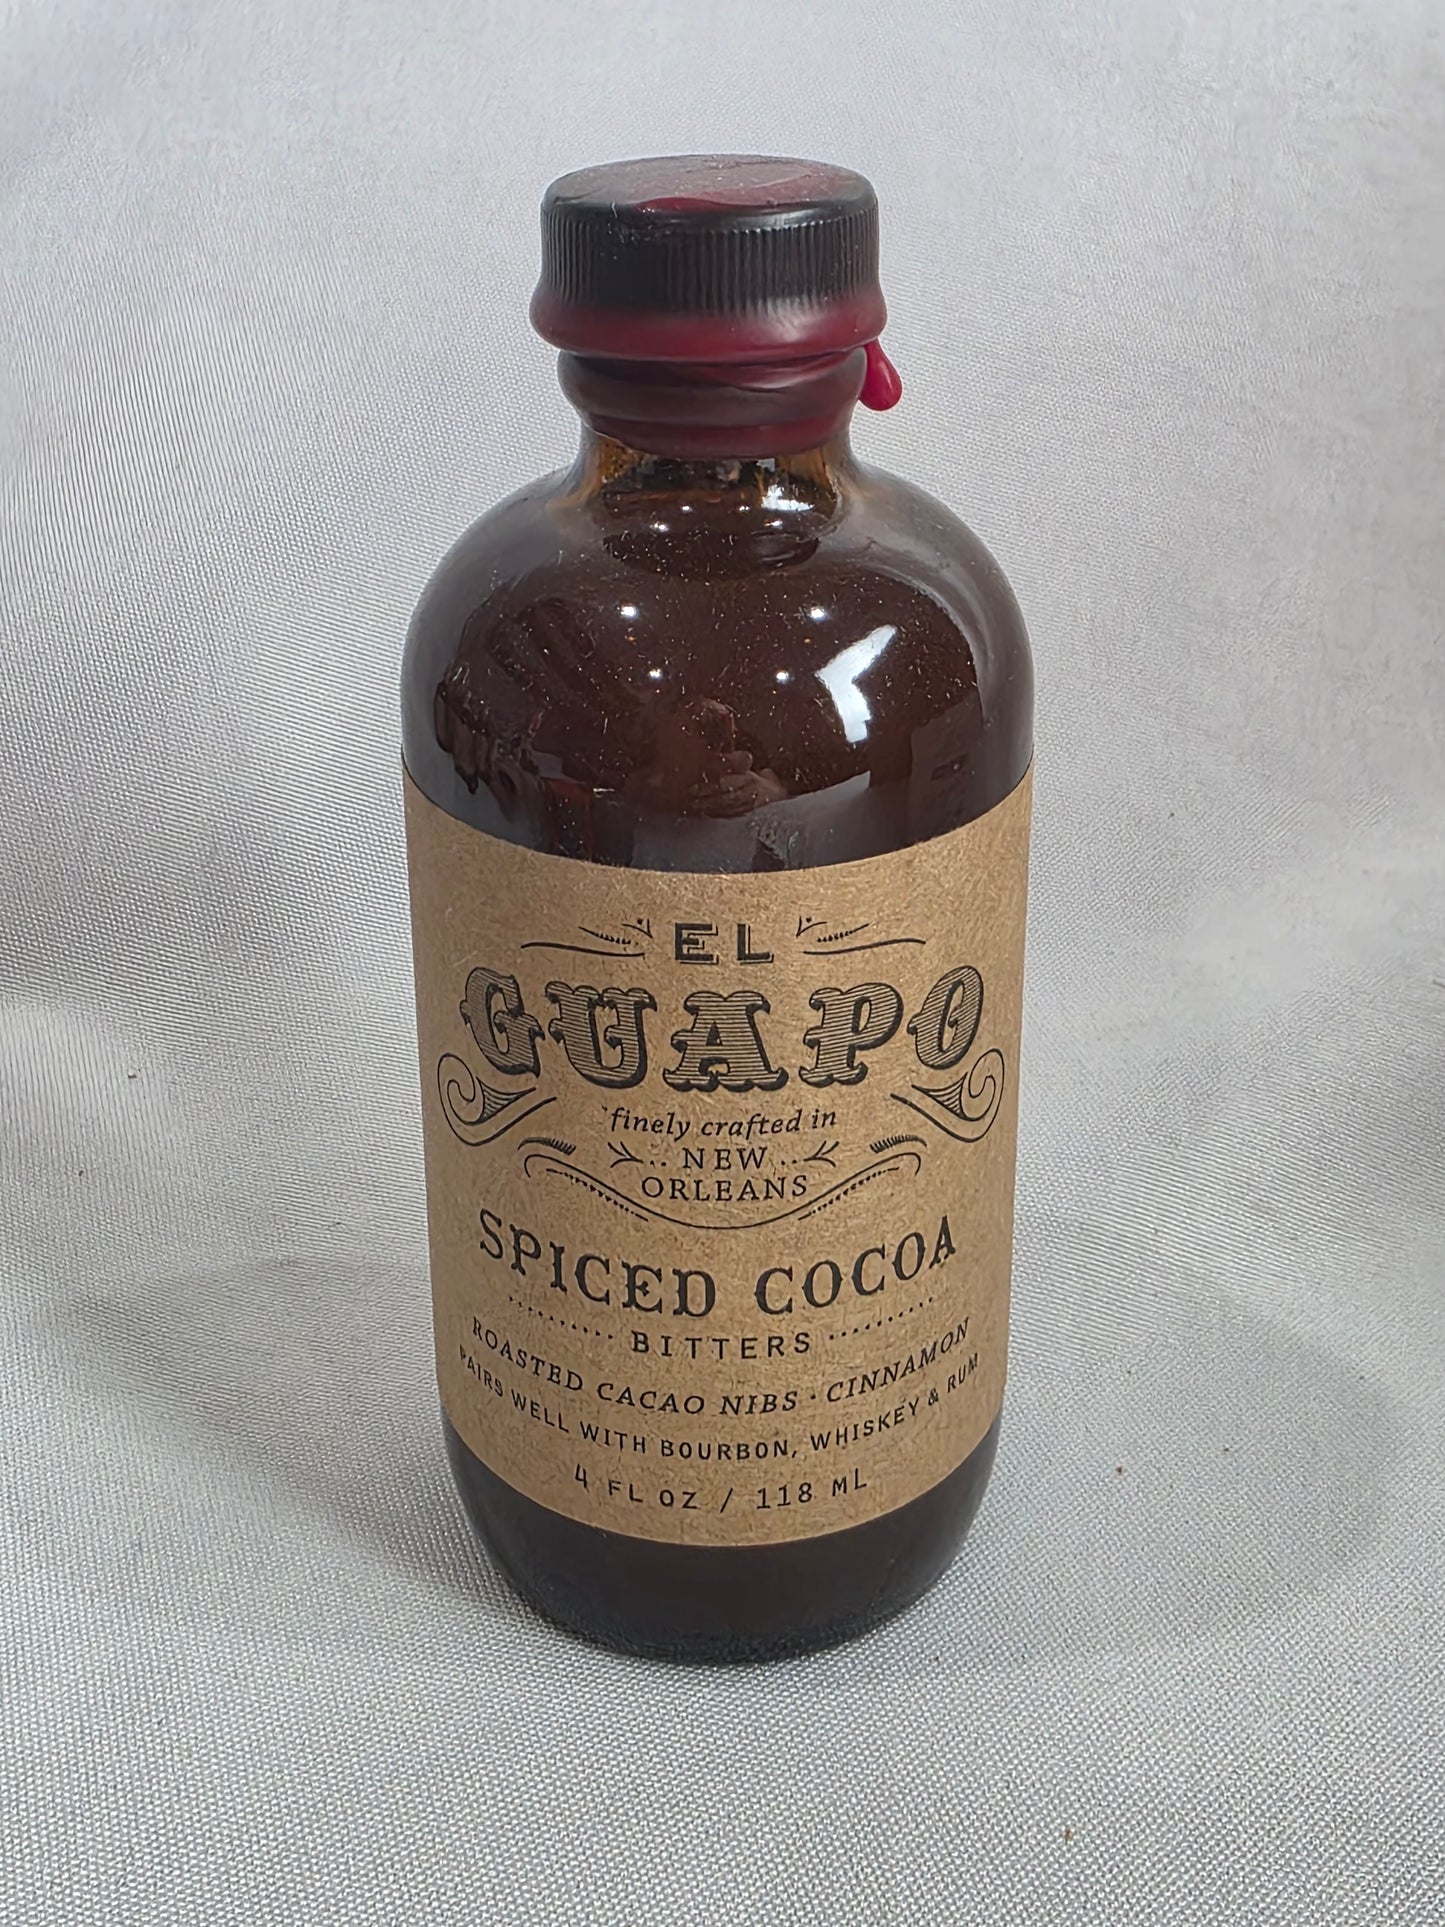 EL
GUAPO
finely crafted in
NEW
ORLEANS
SPICED COCOA
BITTERS
ROASTED CACAO NIBS · CINNAMON
PAIRS WELL WITH BOURBON, WHISKEY & RUM
4 FL OZ / 118 ML